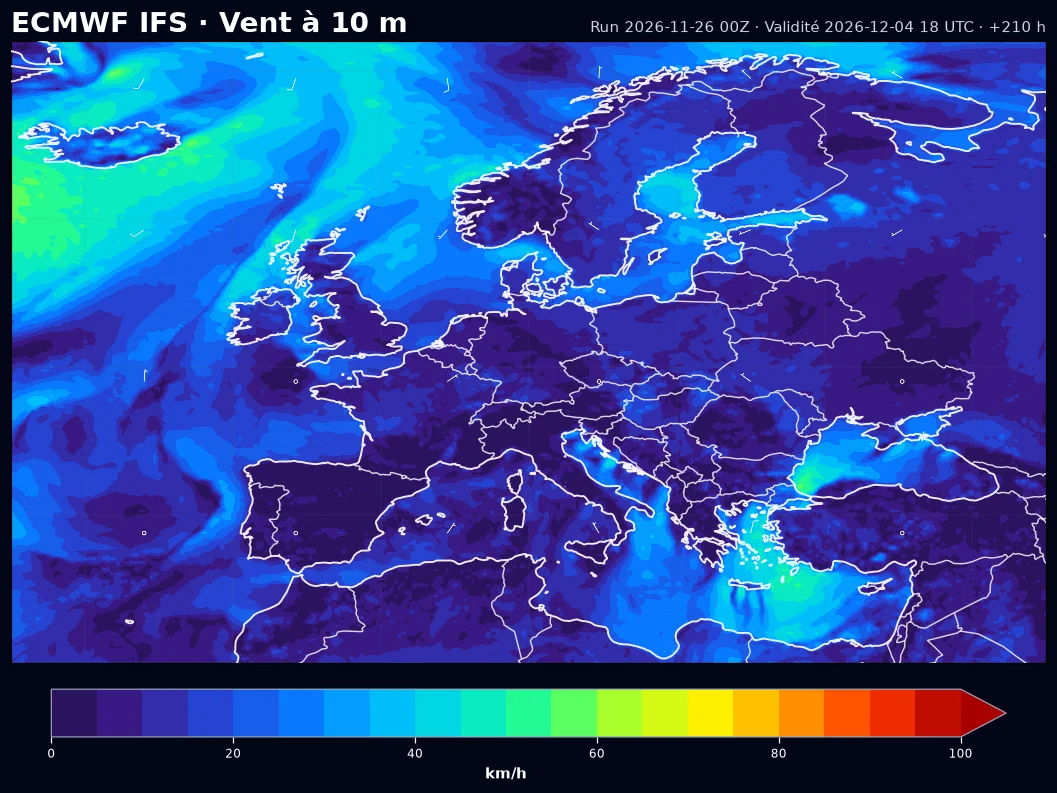 ECMWF IFS · Vent à 10 m
Run 2026-11-26 00Z · Validité 2026-12-04 18 UTC · +210 h
0 20 40 60 80 100
km/h